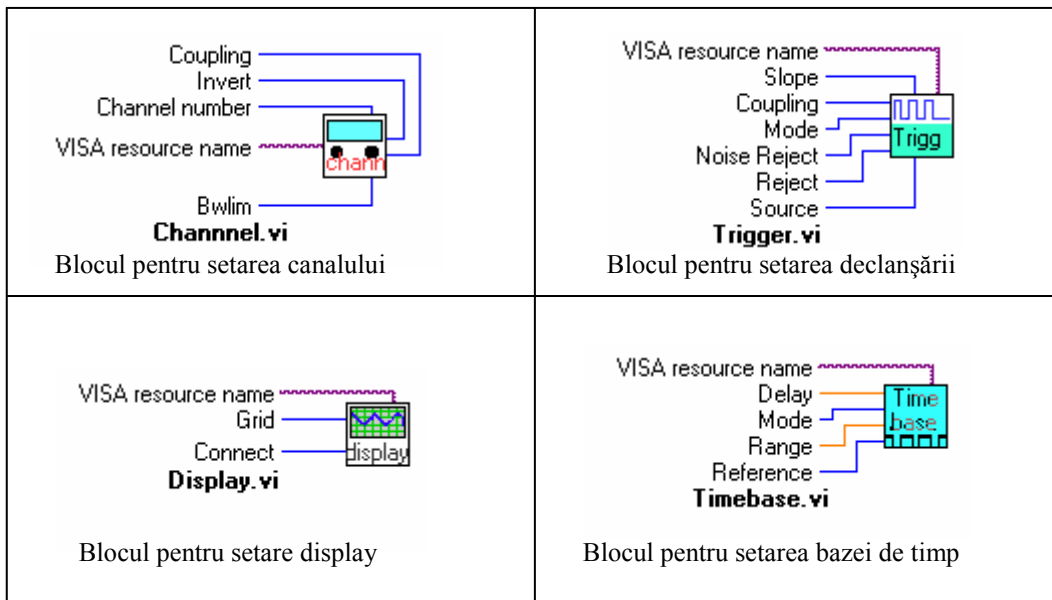 Coupling
Invert
Channel number
VISA resource name
chann
Bwlim
Channnel.vi
Blocul pentru setarea canalului
VISA resource name
Slope
Coupling
Mode
Trigg
Noise Reject
Reject
Source
Trigger.vi
Blocul pentru setarea declanşării
VISA resource name
Grid
Connect
display
Display.vi
Blocul pentru setare display
VISA resource name
Delay
Time
Mode
base
Range
Reference
Timebase.vi
Blocul pentru setarea bazei de timp